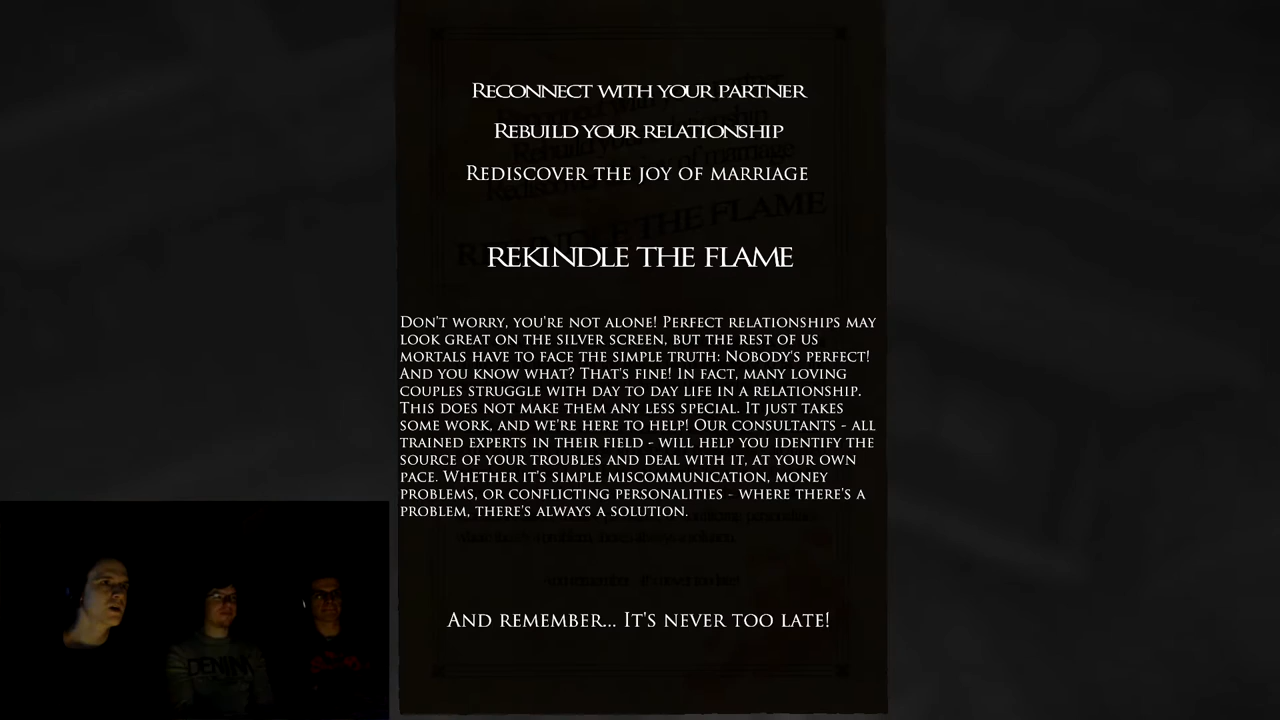 Reconnect with your partner
Rebuild your relationship
Rediscover the joy of marriage
REKINDLE THE FLAME
Don't worry, you're not alone! Perfect relationships may
look great on the silver screen, but the rest of us
mortals have to face the simple truth: Nobody's perfect!
And you know what? That's fine! In fact, many loving
couples struggle with day to day life in a relationship.
This does not make them any less special. It just takes
some work, and we're here to help! Our consultants - all
trained experts in their field - will help you identify the
source of your troubles and deal with it, at your own
pace. Whether it's simple miscommunication, money
problems, or conflicting personalities - where there's a
problem, there's always a solution.
And remember... It's never too late!
DENIM